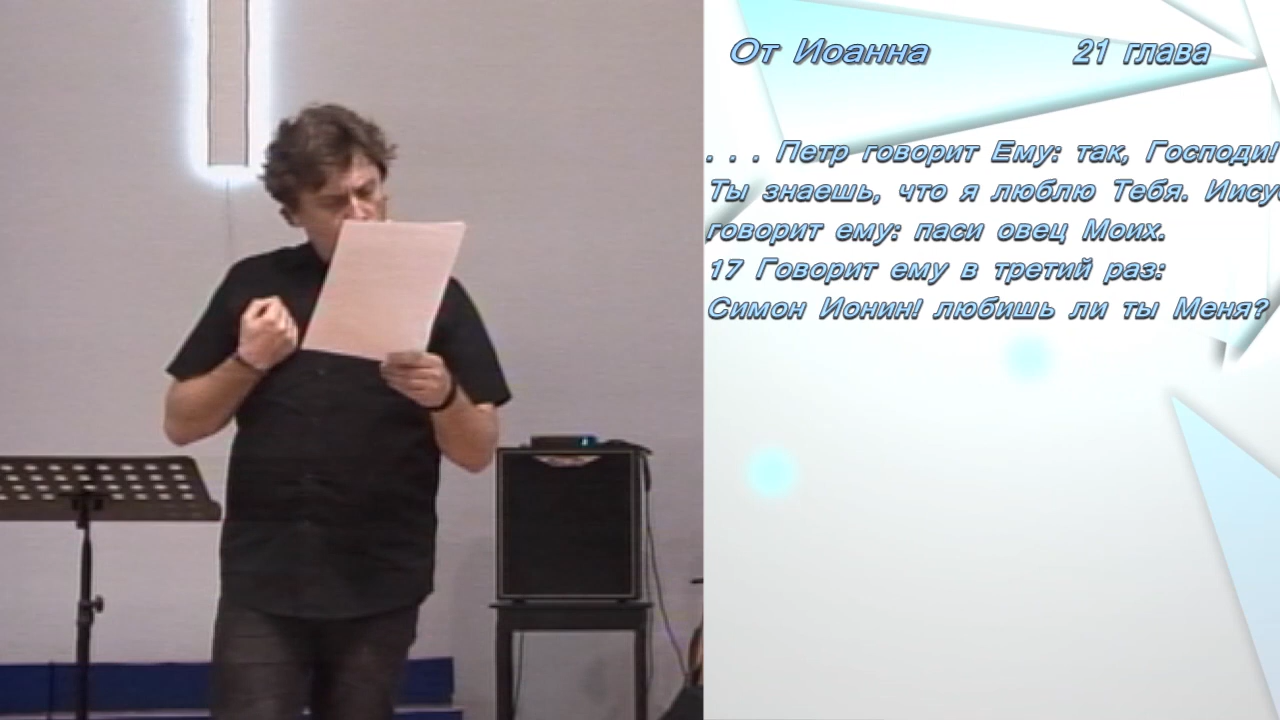 От Иоанна 21 глава
. . . Петр говорит Ему: так, Господи!
Ты знаешь, что я люблю Тебя. Иисус
говорит ему: паси овец Моих.
17 Говорит ему в третий раз:
Симон Ионин! любишь ли ты Меня?